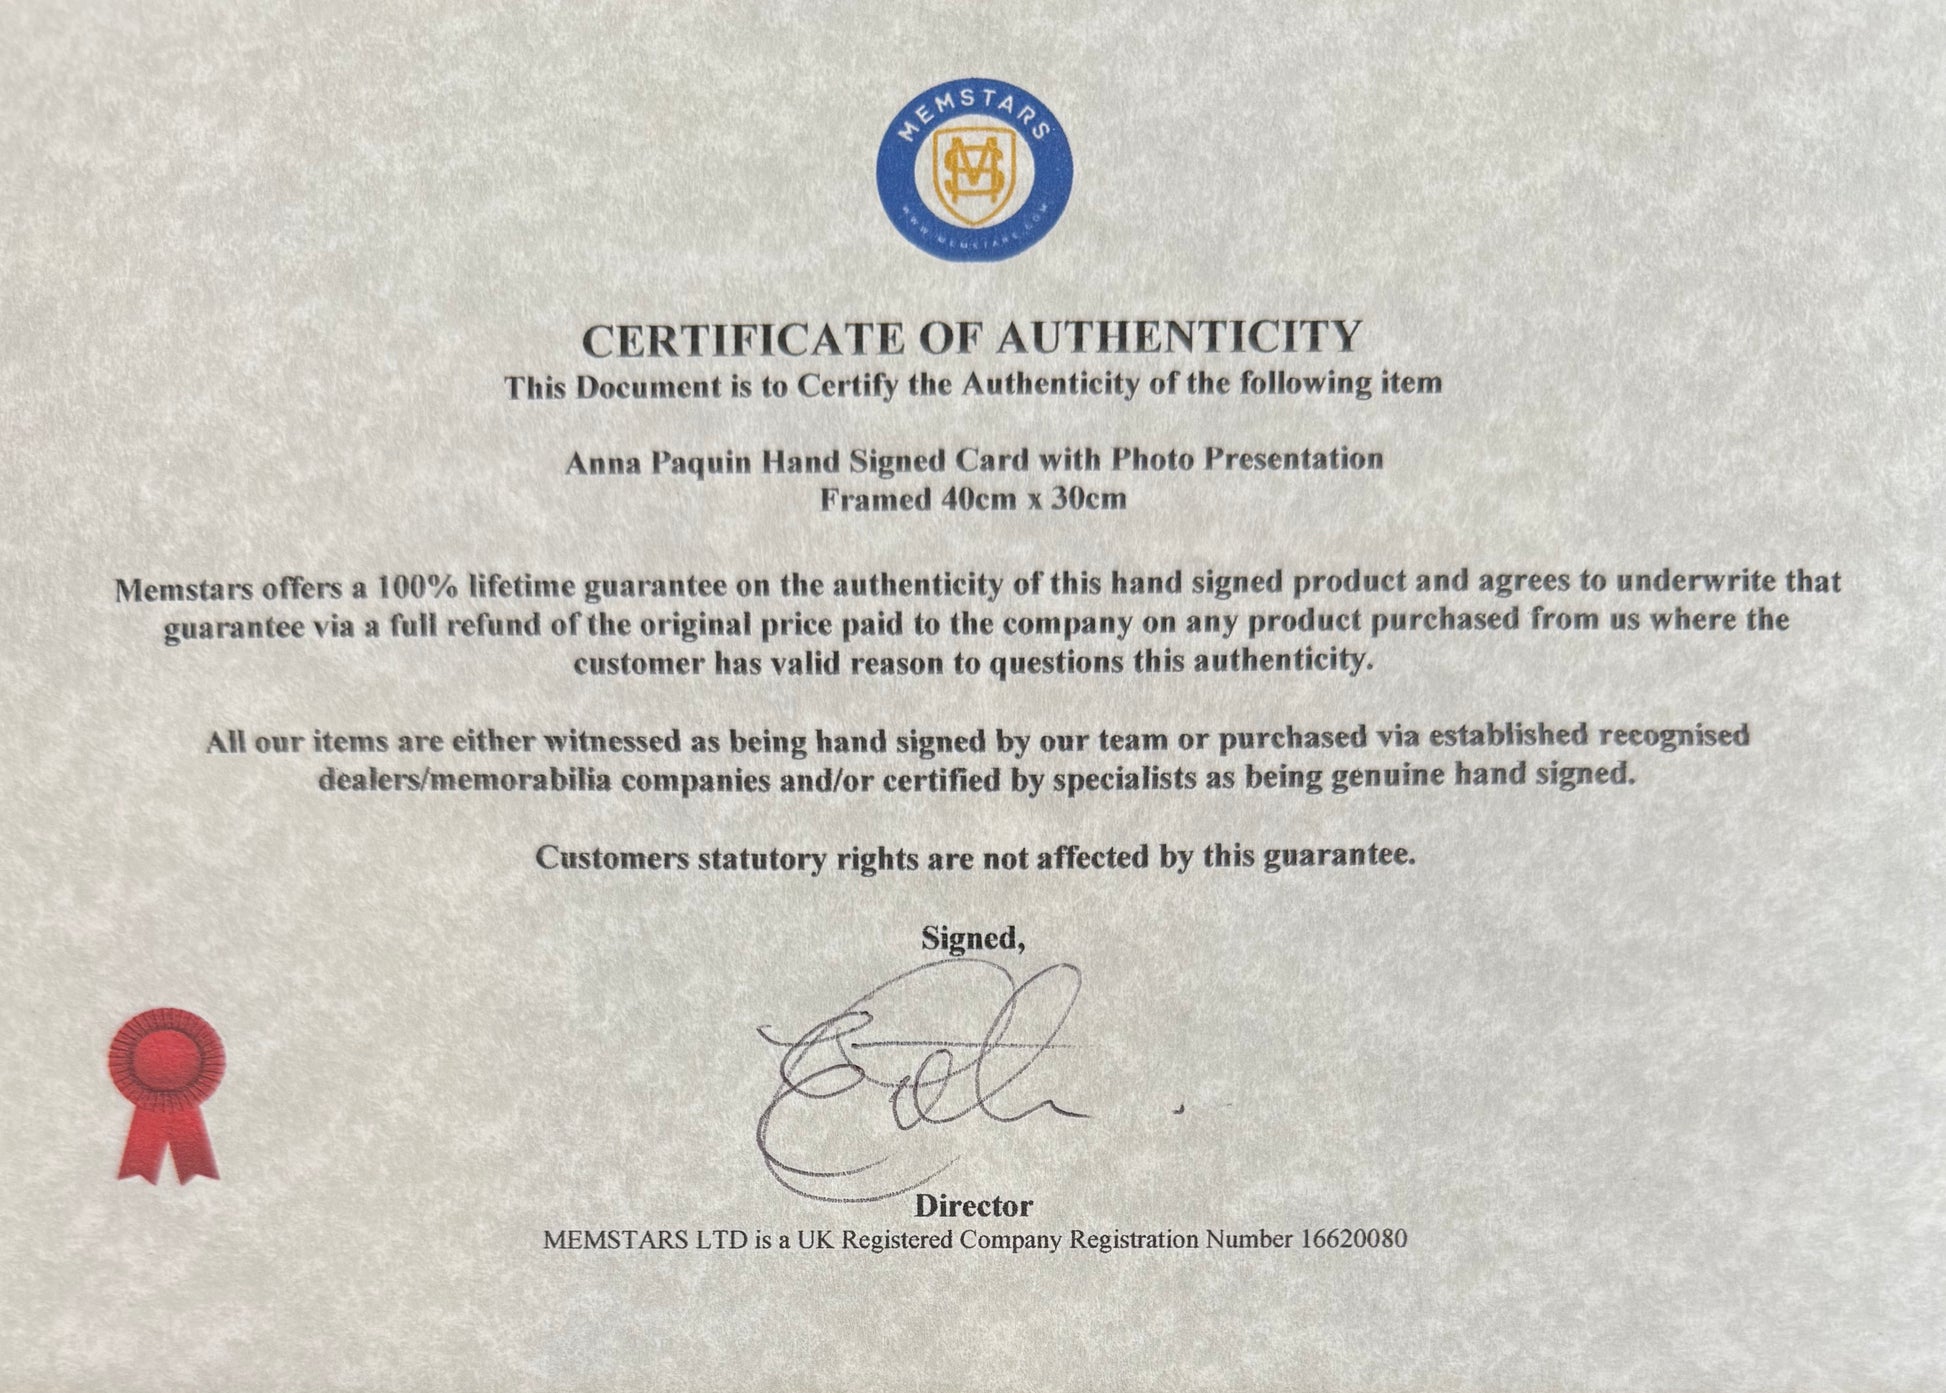 MEMSTARS
MS
WWW.MEMSTARS.COM
CERTIFICATE OF AUTHENTICITY
This Document is to Certify the Authenticity of the following item
Anna Paquin Hand Signed Card with Photo Presentation
Framed 40cm x 30cm
Memstars offers a 100% lifetime guarantee on the authenticity of this hand signed product and agrees to underwrite that
guarantee via a full refund of the original price paid to the company on any product purchased from us where the
customer has valid reason to questions this authenticity.
All our items are either witnessed as being hand signed by our team or purchased via established recognised
dealers/memorabilia companies and/or certified by specialists as being genuine hand signed.
Customers statutory rights are not affected by this guarantee.
Signed,
Director
MEMSTARS LTD is a UK Registered Company Registration Number 16620080